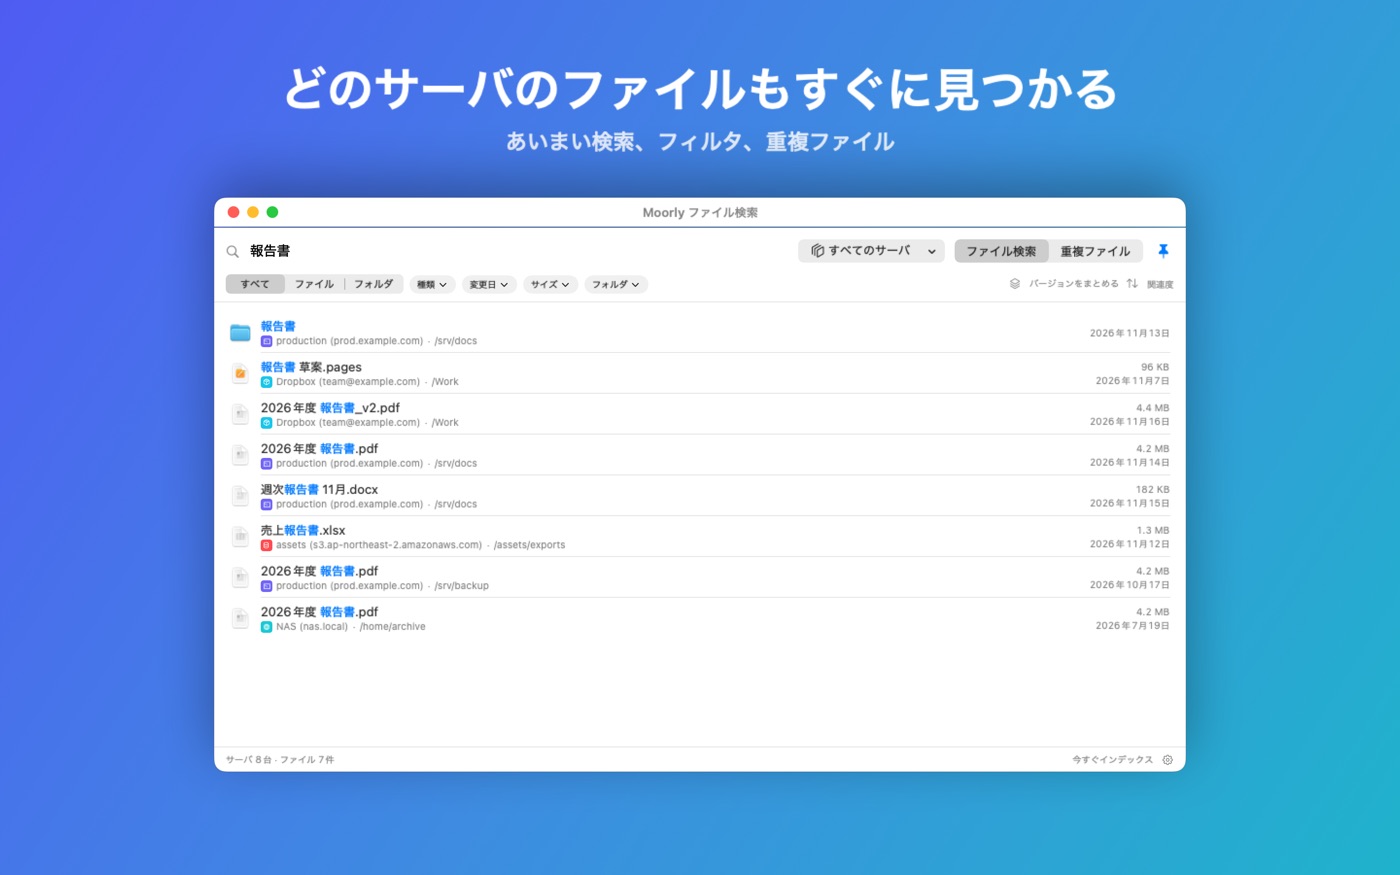 どのサーバのファイルもすぐに見つかる
あいまい検索、フィルタ、重複ファイル
Moorly ファイル検索
報告書
すべてのサーバ
ファイル検索 重複ファイル
すべて ファイル フォルダ 種類 変更日 サイズ フォルダ
バージョンをまとめる 関連度
報告書
production (prod.example.com) · /srv/docs
2026年11月13日
報告書 草案.pages
96 KB
Dropbox (team@example.com) · /Work
2026年11月7日
2026年度 報告書_v2.pdf
4.4 MB
Dropbox (team@example.com) · /Work
2026年11月16日
2026年度 報告書.pdf
4.2 MB
production (prod.example.com) · /srv/docs
2026年11月14日
週次報告書 11月.docx
182 KB
production (prod.example.com) · /srv/docs
2026年11月15日
売上報告書.xlsx
1.3 MB
assets (s3.ap-northeast-2.amazonaws.com) · /assets/exports
2026年11月12日
2026年度 報告書.pdf
4.2 MB
production (prod.example.com) · /srv/backup
2026年10月17日
2026年度 報告書.pdf
4.2 MB
NAS (nas.local) · /home/archive
2026年7月19日
サーバ 8台 · ファイル 7件
今すぐインデックス